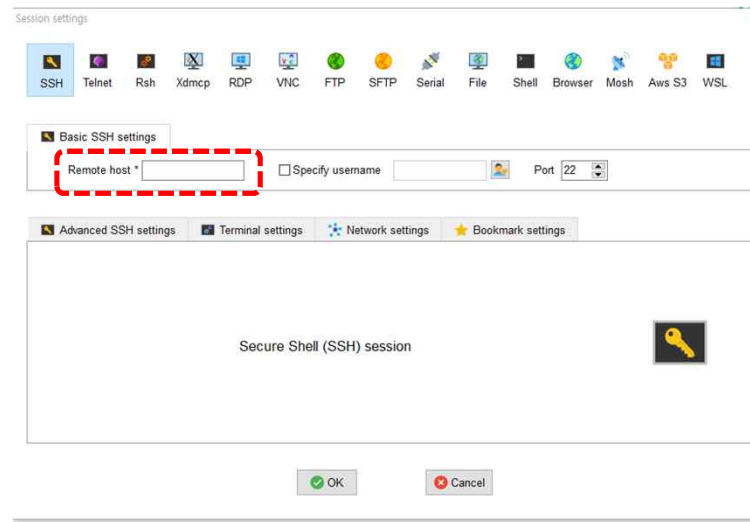 Session settings
SSH Telnet Rsh Xdmcp RDP VNC FTP SFTP Serial File Shell Browser Mosh Aws S3 WSL
Basic SSH settings
Remote host * Specify username Port 22
Advanced SSH settings Terminal settings Network settings Bookmark settings
Secure Shell (SSH) session
OK Cancel